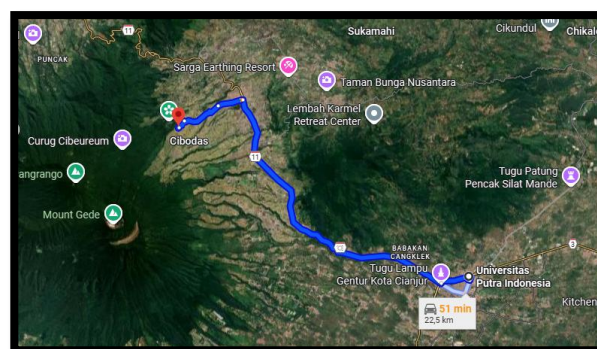 Cikundul
Chikal
11
Sukamahi
PUNCAK
Sarga Earthing Resort
Taman Bunga Nusantara
Lembah Karmel
- Retreat Center
Curug Cibeureum
Cibodas
11
Tugu Patung
Pencak Silat Mande
angrango
Mount Gede
BABAKAN
CANGKLEK
3
Tugu Lampu
Gentur Kota Cianjur
Universitas
Putra Indonesia
51 min
22,5 km
Kitchen